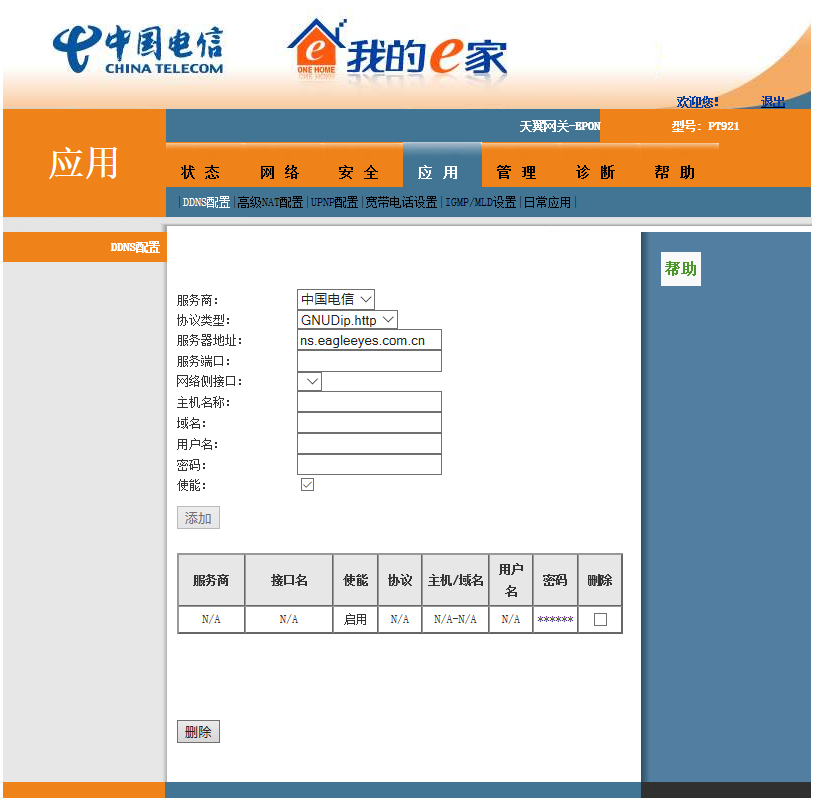 中国电信
CHINA TELECOM
e
ONE HOME
我的e家
欢迎您! 退出
天翼网关-EPON 型号: PT921
应用
状态 网络 安全 应用 管理 诊断 帮助
|DDNS配置|高级NAT配置|UPNP配置|宽带电话设置|IGMP/MLD设置|日常应用|
DDNS配置
帮助
服务商: 中国电信
协议类型: GNUDip.http
服务器地址: ns.eagleeyes.com.cn
服务端口:
网络侧接口:
主机名称:
域名:
用户名:
密码:
使能:
添加
服务商 接口名 使能 协议 主机/域名 用户名 密码 删除
N/A N/A 启用 N/A N/A-N/A N/A ******
删除